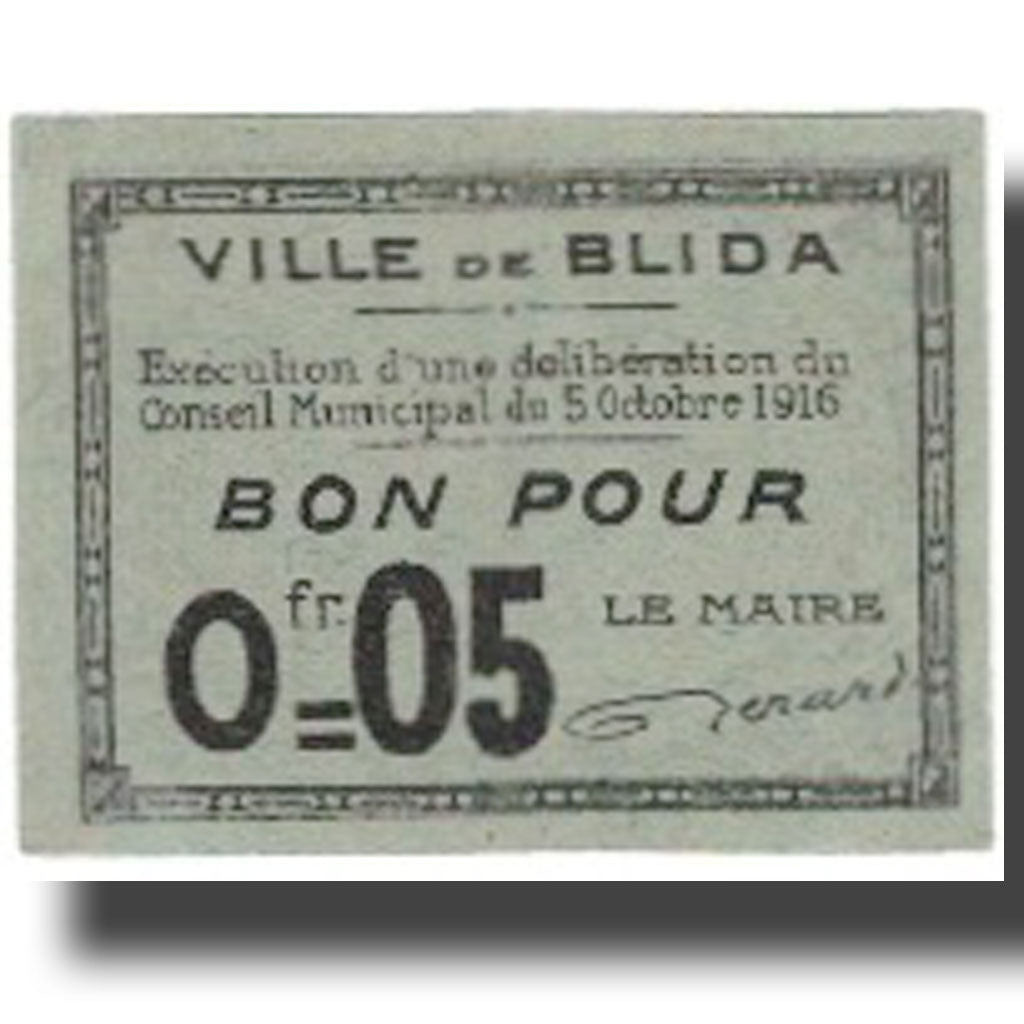 VILLE DE BLIDA
Exécution d'une délibération du
Conseil Municipal du 5 Octobre 1916
BON POUR
0 fr.=05
LE MAIRE
Gérard